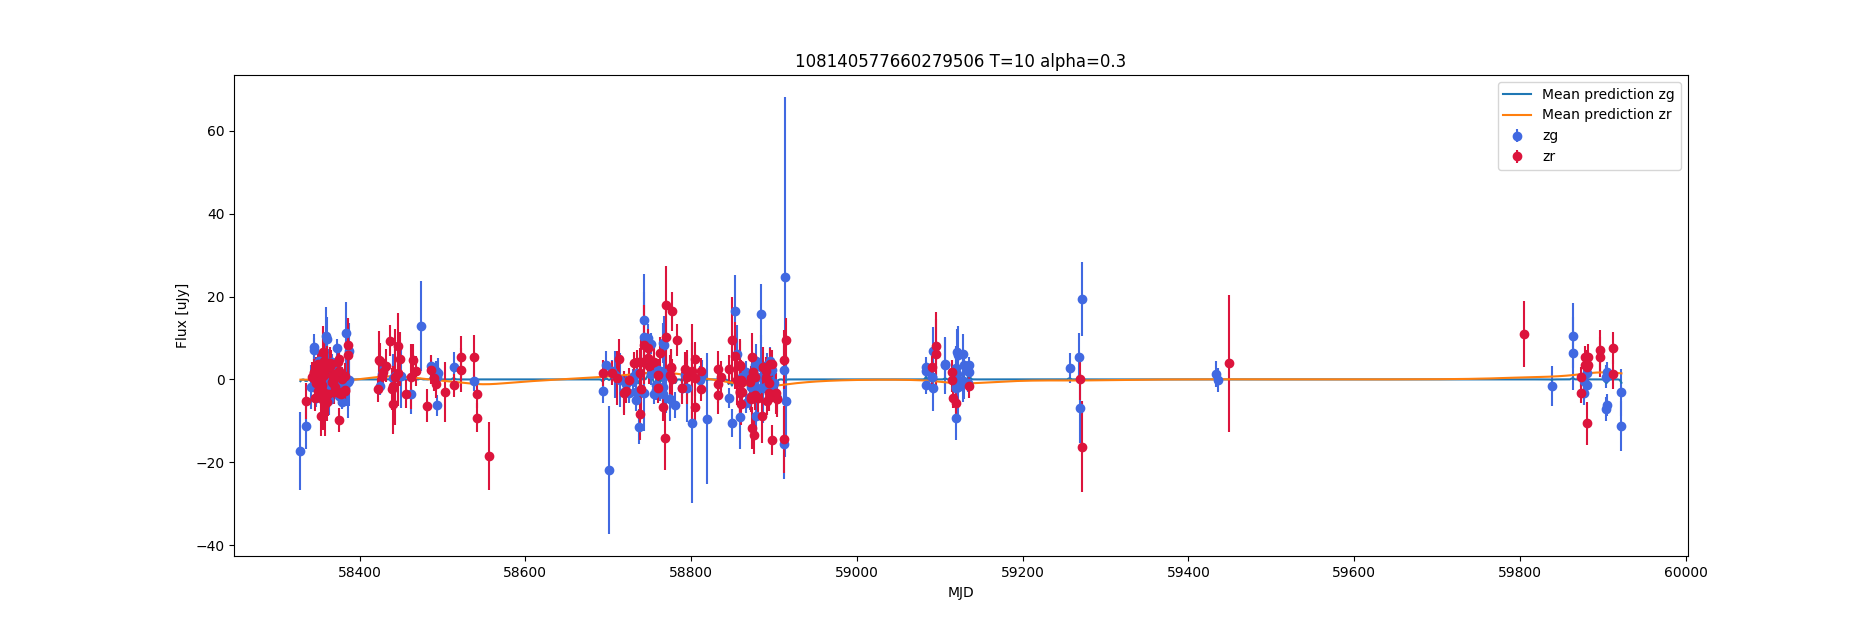 108140577660279506 T=10 alpha=0.3
Mean prediction zg
Mean prediction zr
zg
zr
Flux [uJy]
60
40
20
0
−20
−40
58400 58600 58800 59000 59200 59400 59600 59800 60000
MJD